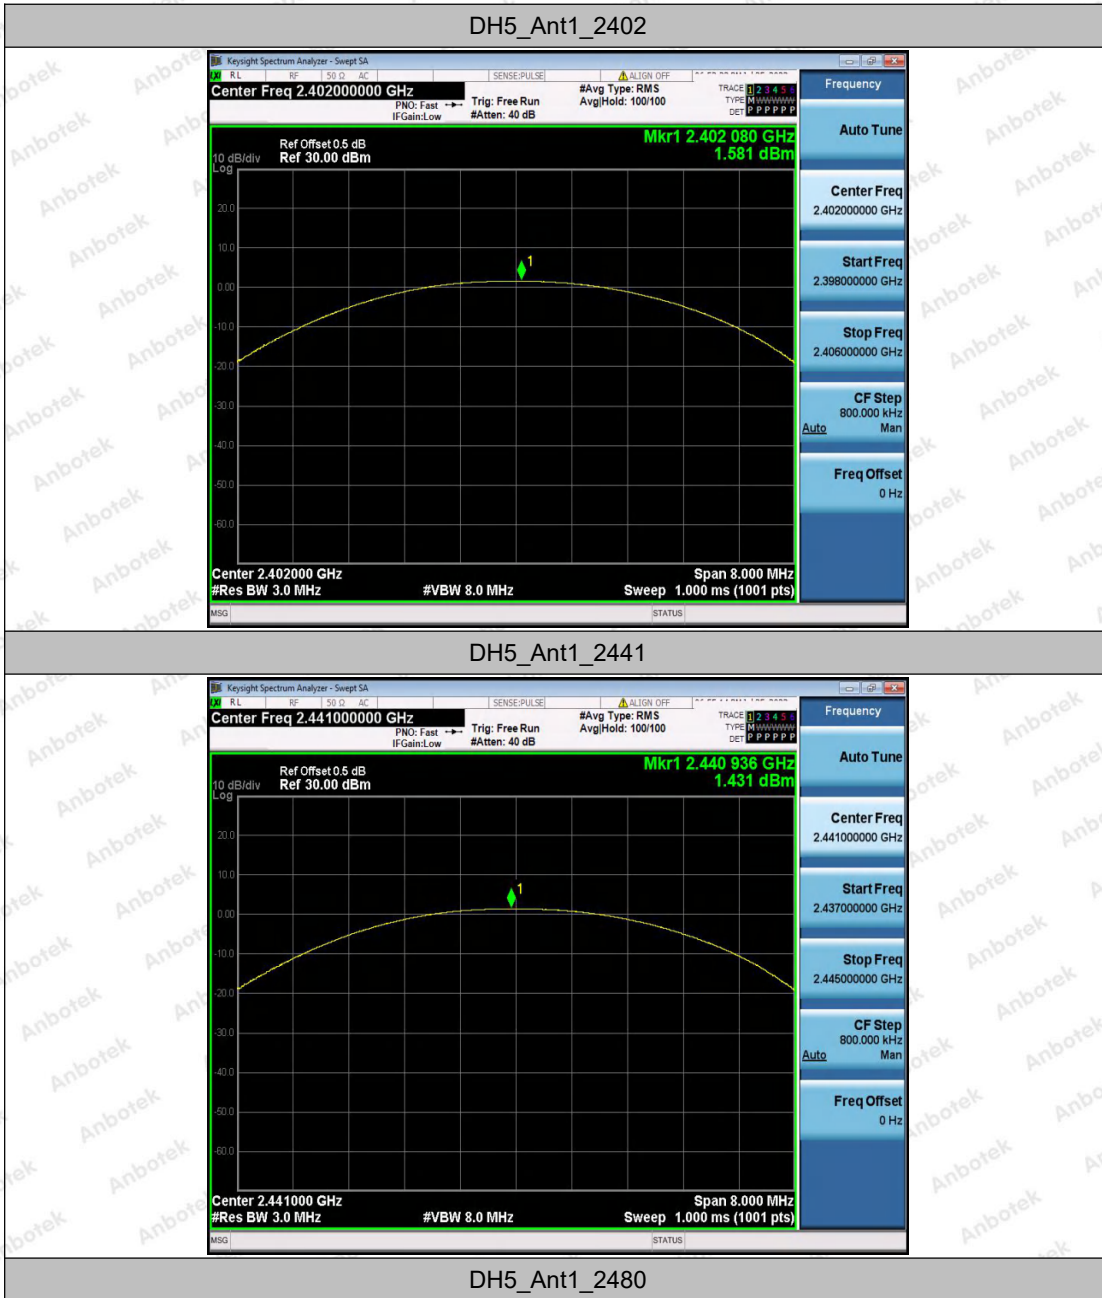 DH5_Ant1_2402
Keysight Spectrum Analyzer - Swept SA
RL RF 50 Ω AC SENSE:PULSE ALIGN OFF
Center Freq 2.402000000 GHz
PNO: Fast
IFGain:Low
Trig: Free Run
#Atten: 40 dB
#Avg Type: RMS
Avg|Hold: 100/100
TRACE 1 2 3 4 5 6
TYPE M WWWWW
DET P P P P P P
Ref Offset 0.5 dB
10 dB/div Ref 30.00 dBm
Log
Mkr1 2.402 080 GHz
1.581 dBm
1
20.0
10.0
0.00
-10.0
-20.0
-30.0
-40.0
-50.0
-60.0
Center 2.402000 GHz Span 8.000 MHz
#Res BW 3.0 MHz #VBW 8.0 MHz Sweep 1.000 ms (1001 pts)
MSG STATUS
Frequency
Auto Tune
Center Freq
2.402000000 GHz
Start Freq
2.398000000 GHz
Stop Freq
2.406000000 GHz
CF Step
800.000 kHz
Auto Man
Freq Offset
0 Hz
DH5_Ant1_2441
Keysight Spectrum Analyzer - Swept SA
RL RF 50 Ω AC SENSE:PULSE ALIGN OFF
Center Freq 2.441000000 GHz
PNO: Fast
IFGain:Low
Trig: Free Run
#Atten: 40 dB
#Avg Type: RMS
Avg|Hold: 100/100
TRACE 1 2 3 4 5 6
TYPE M WWWWW
DET P P P P P P
Ref Offset 0.5 dB
10 dB/div Ref 30.00 dBm
Log
Mkr1 2.440 936 GHz
1.431 dBm
1
20.0
10.0
0.00
-10.0
-20.0
-30.0
-40.0
-50.0
-60.0
Center 2.441000 GHz Span 8.000 MHz
#Res BW 3.0 MHz #VBW 8.0 MHz Sweep 1.000 ms (1001 pts)
MSG STATUS
Frequency
Auto Tune
Center Freq
2.441000000 GHz
Start Freq
2.437000000 GHz
Stop Freq
2.445000000 GHz
CF Step
800.000 kHz
Auto Man
Freq Offset
0 Hz
DH5_Ant1_2480
Anbotek